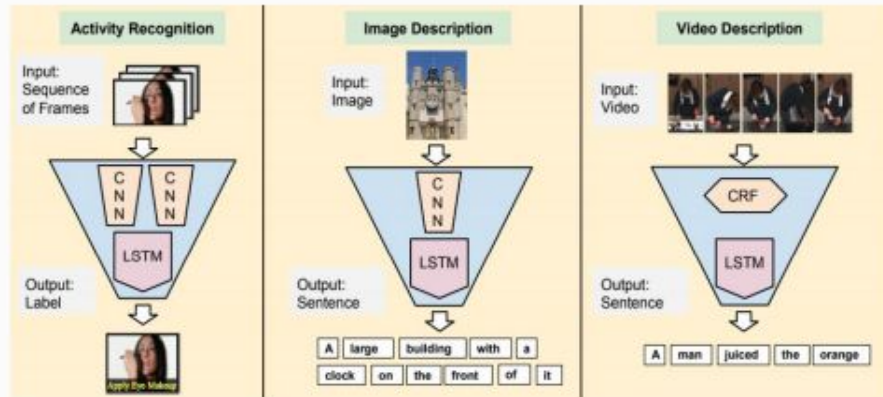 Activity Recognition
Input:
Sequence
of Frames
C
N
N
C
N
N
LSTM
Output:
Label
Apply Eye Makeup
Image Description
Input:
Image
C
N
N
LSTM
Output:
Sentence
A large building with a
clock on the front of it
Video Description
Input:
Video
CRF
LSTM
Output:
Sentence
A man juiced the orange